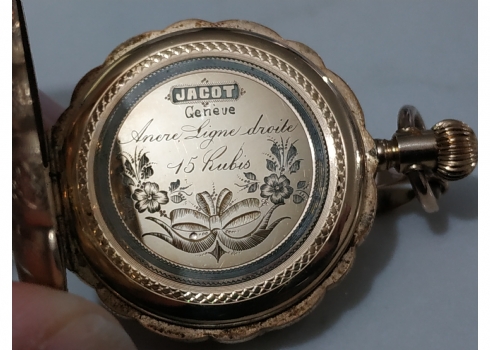 JACOT
Genève
Ancre Ligne droite
15 Rubis